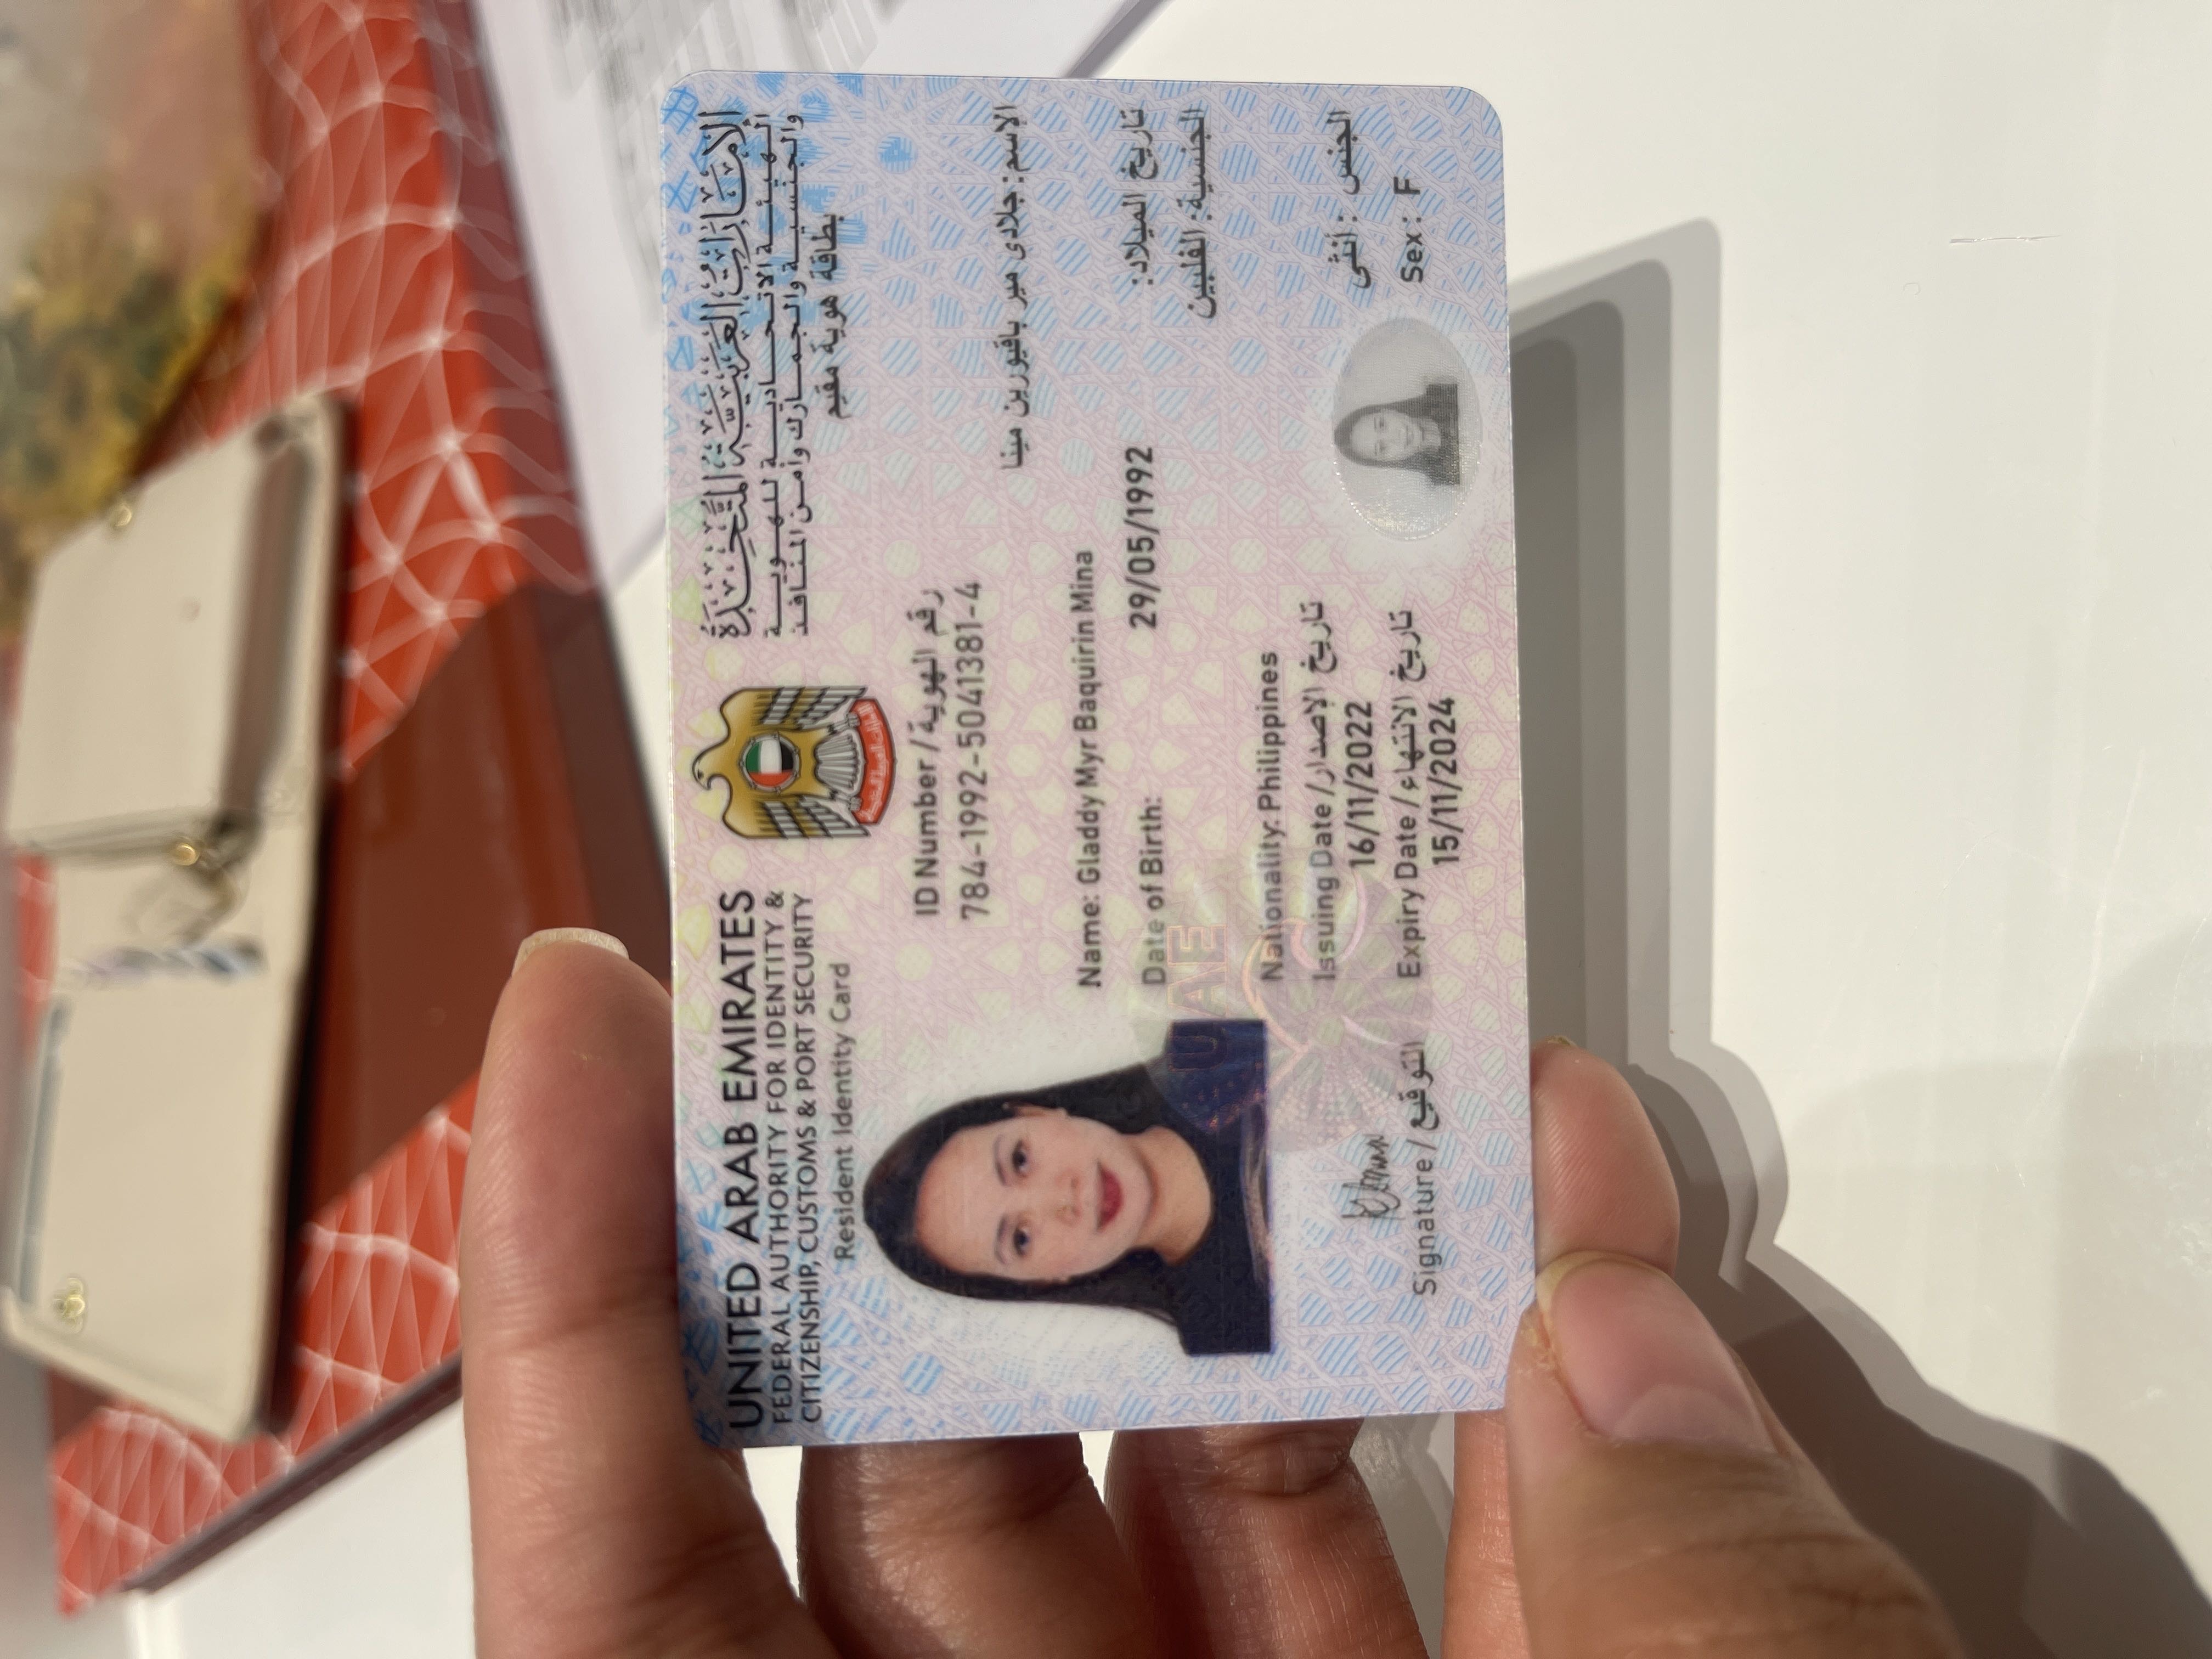 UNITED ARAB EMIRATES
FEDERAL AUTHORITY FOR IDENTITY &
CITIZENSHIP, CUSTOMS & PORT SECURITY
Resident Identity Card
الإمارات العربية المتحدة
الهيئة الاتحادية للهوية
والجنسية والجمارك وأمن المنافذ
بطاقة هوية مقيم
ID Number / رقم الهوية
784-1992-5041381-4
الإسم: جلادى مير باقيورين مينا
Name: Gladdy Myr Baquirin Mina
Date of Birth: 29/05/1992 تاريخ الميلاد:
الجنسية: الفلبين
UAE
Nationality: Philippines
Issuing Date / تاريخ الإصدار
16/11/2022
Expiry Date / تاريخ الانتهاء
15/11/2024
الجنس : أنثى
Sex: F
Signature / التوقيع